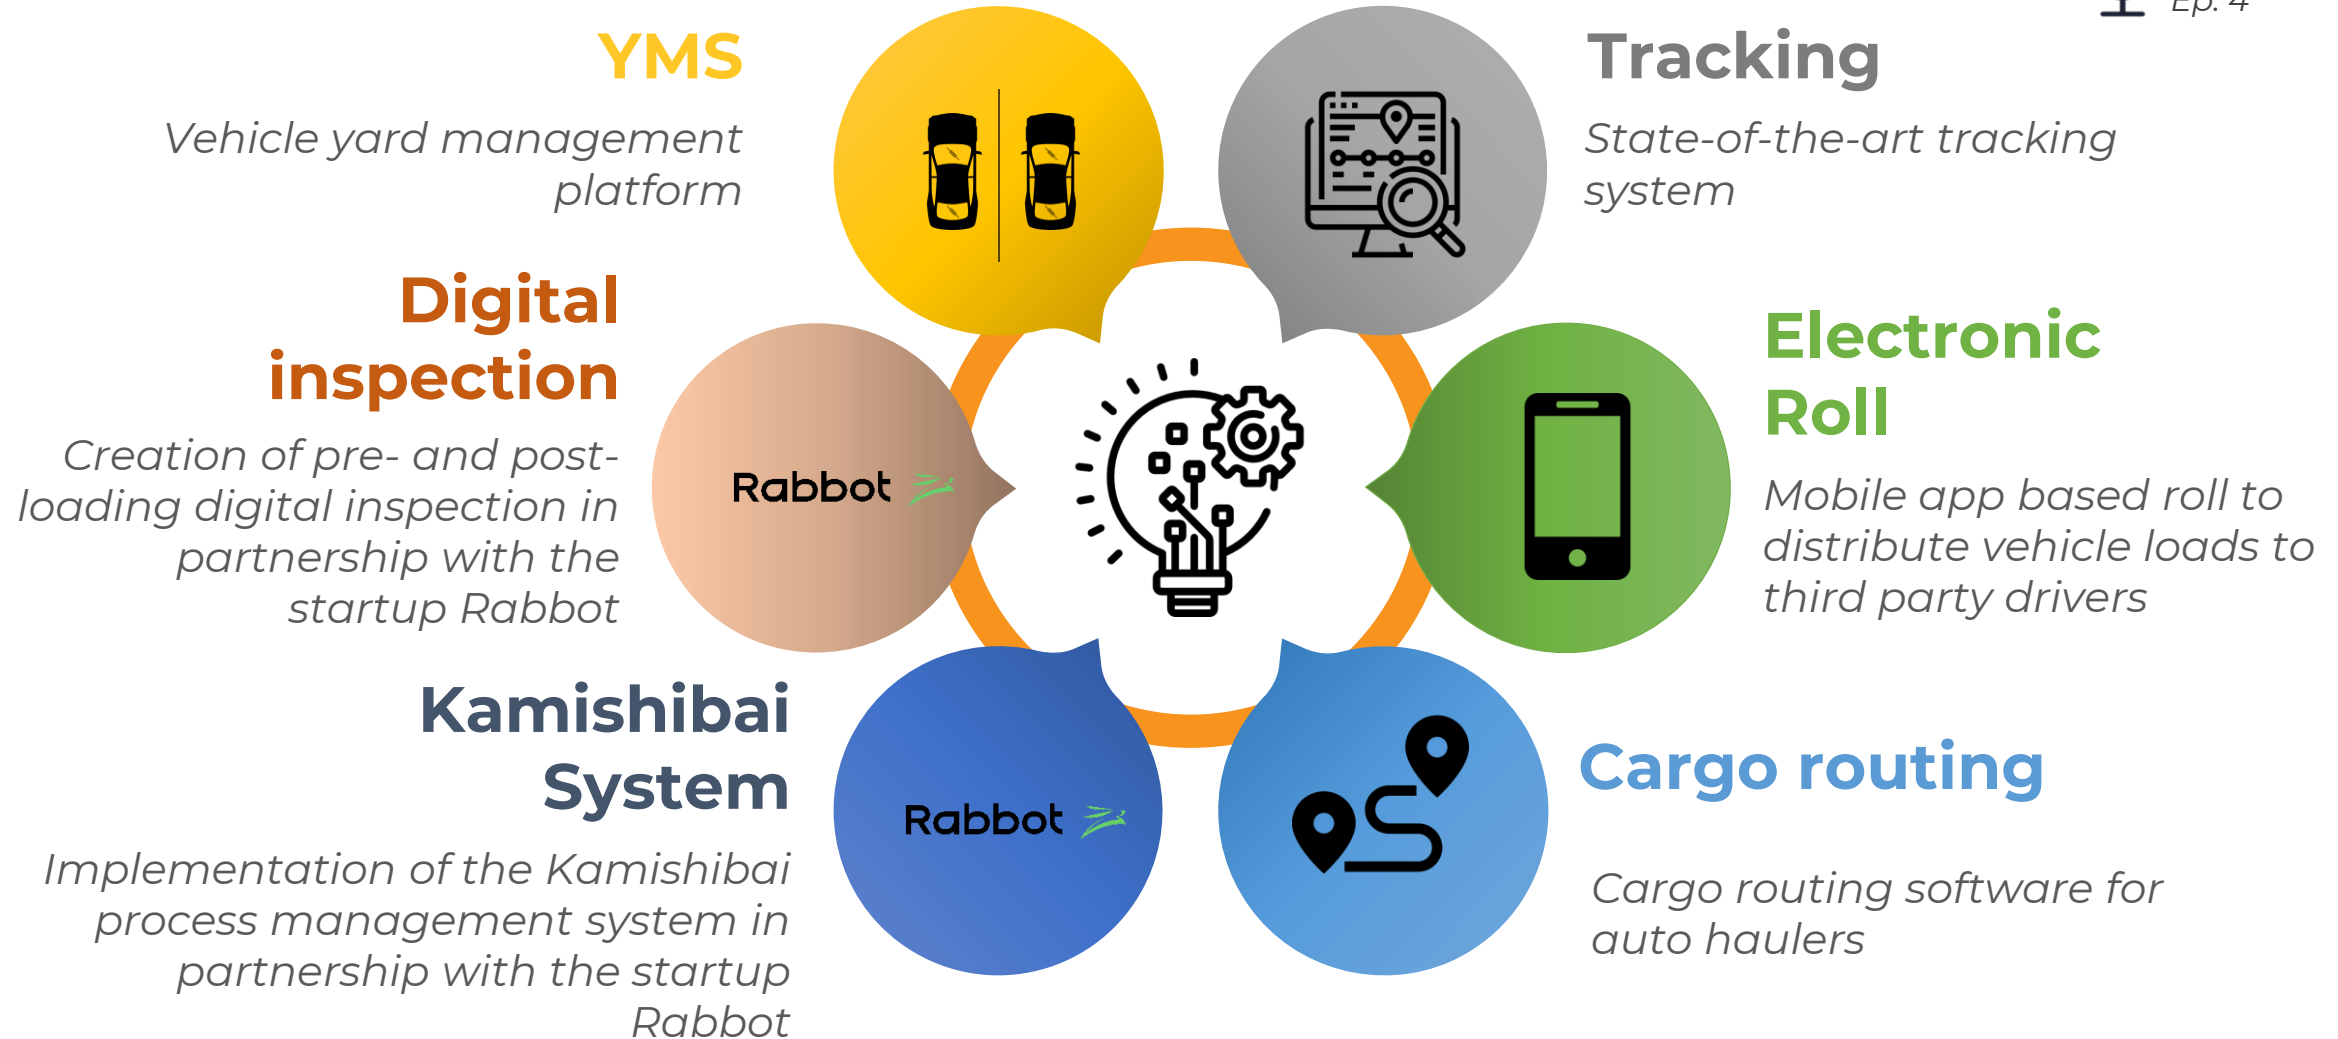 Ep. 4
YMS
Vehicle yard management
platform
Tracking
State-of-the-art tracking
system
Digital
inspection
Creation of pre- and post-
loading digital inspection in
partnership with the
startup Rabbot
Rabbot
Electronic
Roll
Mobile app based roll to
distribute vehicle loads to
third party drivers
Kamishibai
System
Implementation of the Kamishibai
process management system in
partnership with the startup
Rabbot
Rabbot
Cargo routing
Cargo routing software for
auto haulers